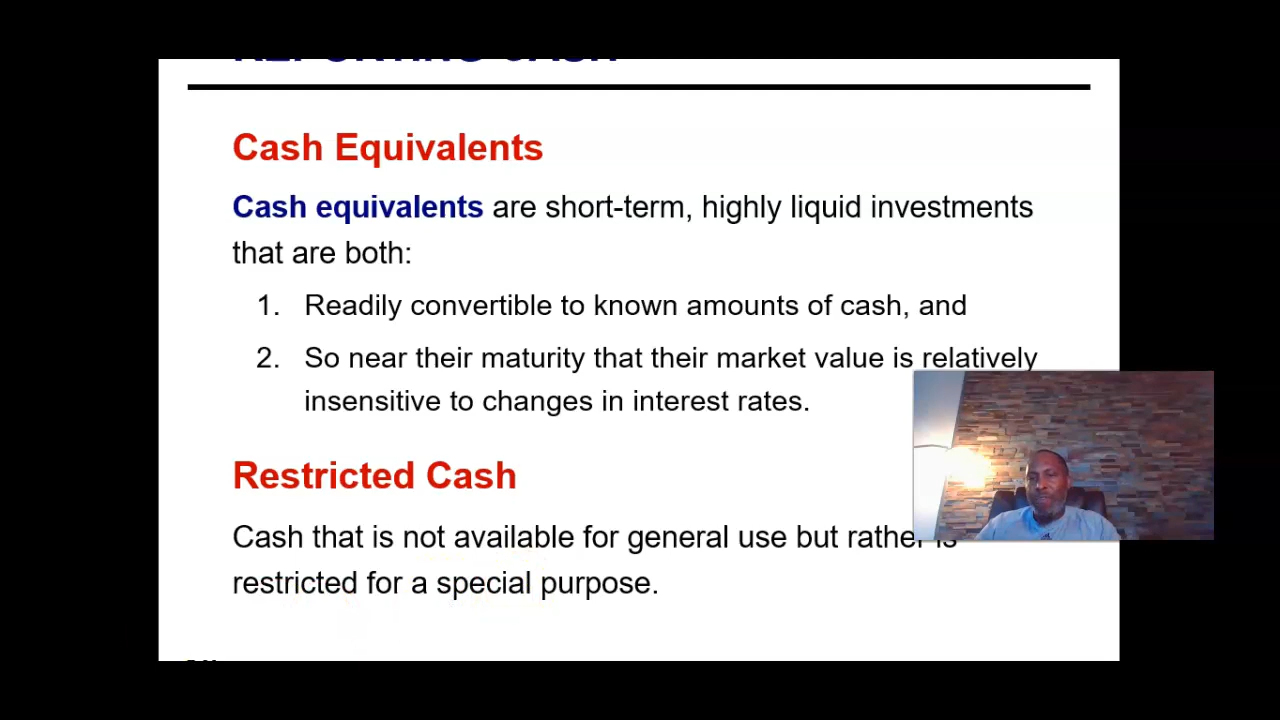 Cash Equivalents
Cash equivalents are short-term, highly liquid investments
that are both:
1. Readily convertible to known amounts of cash, and
2. So near their maturity that their market value is relatively
insensitive to changes in interest rates.
Restricted Cash
Cash that is not available for general use but rather is
restricted for a special purpose.